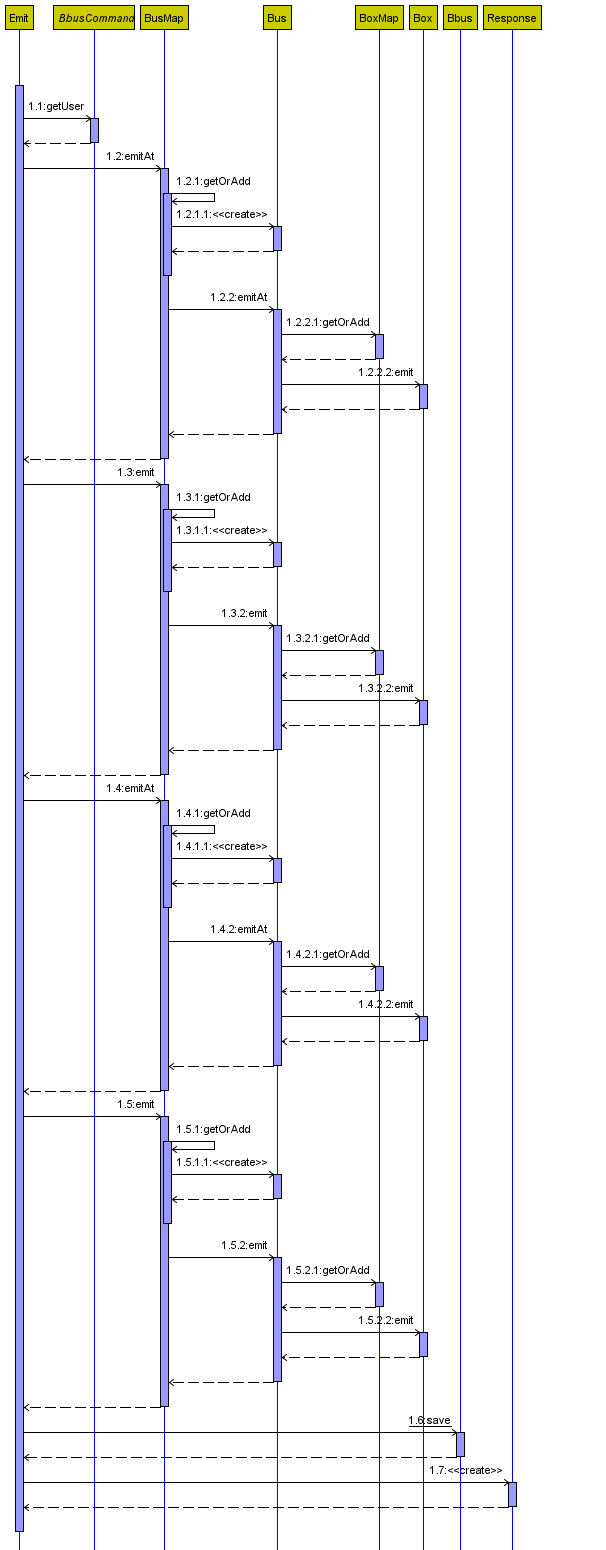 Emit BbusCommand BusMap Bus BoxMap Box Bbus Response
1.1:getUser
1.2:emitAt
1.2.1:getOrAdd
1.2.1.1:<<create>>
1.2.2:emitAt
1.2.2.1:getOrAdd
1.2.2.2:emit
1.3:emit
1.3.1:getOrAdd
1.3.1.1:<<create>>
1.3.2:emit
1.3.2.1:getOrAdd
1.3.2.2:emit
1.4:emitAt
1.4.1:getOrAdd
1.4.1.1:<<create>>
1.4.2:emitAt
1.4.2.1:getOrAdd
1.4.2.2:emit
1.5:emit
1.5.1:getOrAdd
1.5.1.1:<<create>>
1.5.2:emit
1.5.2.1:getOrAdd
1.5.2.2:emit
1.6:save
1.7:<<create>>